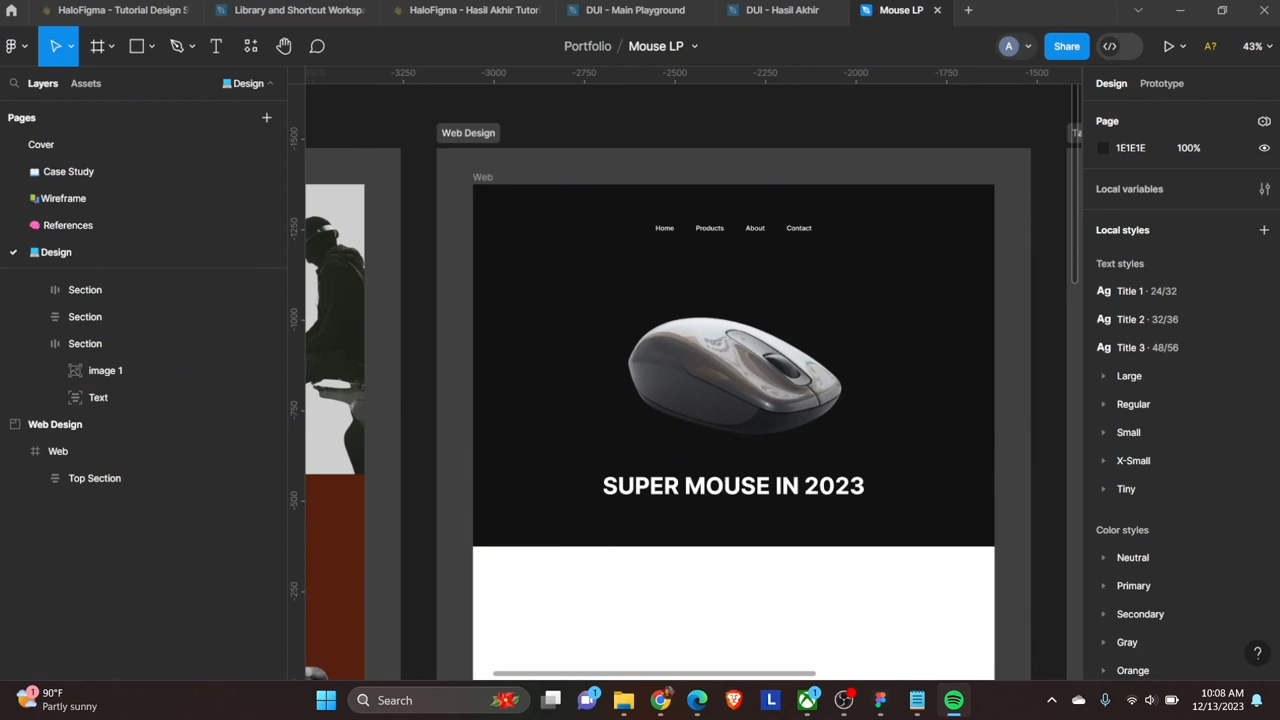 HaloFigma - Tutorial Design S
Library and Shortcut Worksp
HaloFigma - Hasil Akhir Tutori
DUI - Main Playground
DUI - Hasil Akhir
Mouse LP
Portfolio / Mouse LP
A
Share
A?
43%
Layers
Assets
Design
Design
Prototype
-3250
-3000
-2750
-2500
-2250
-2000
-1750
-1500
Pages
Cover
Case Study
Wireframe
References
Design
Section
Section
Section
image 1
Text
Web Design
Web
Top Section
-1500
-1250
-1000
-750
-500
-250
Web Design
Web
Home
Products
About
Contact
SUPER MOUSE IN 2023
Page
1E1E1E
100%
Local variables
Local styles
Text styles
Ag Title 1 · 24/32
Ag Title 2 · 32/36
Ag Title 3 · 48/56
Large
Regular
Small
X-Small
Tiny
Color styles
Neutral
Primary
Secondary
Gray
Orange
?
1
90°F
Partly sunny
Search
1
L
1
10:08 AM
12/13/2023